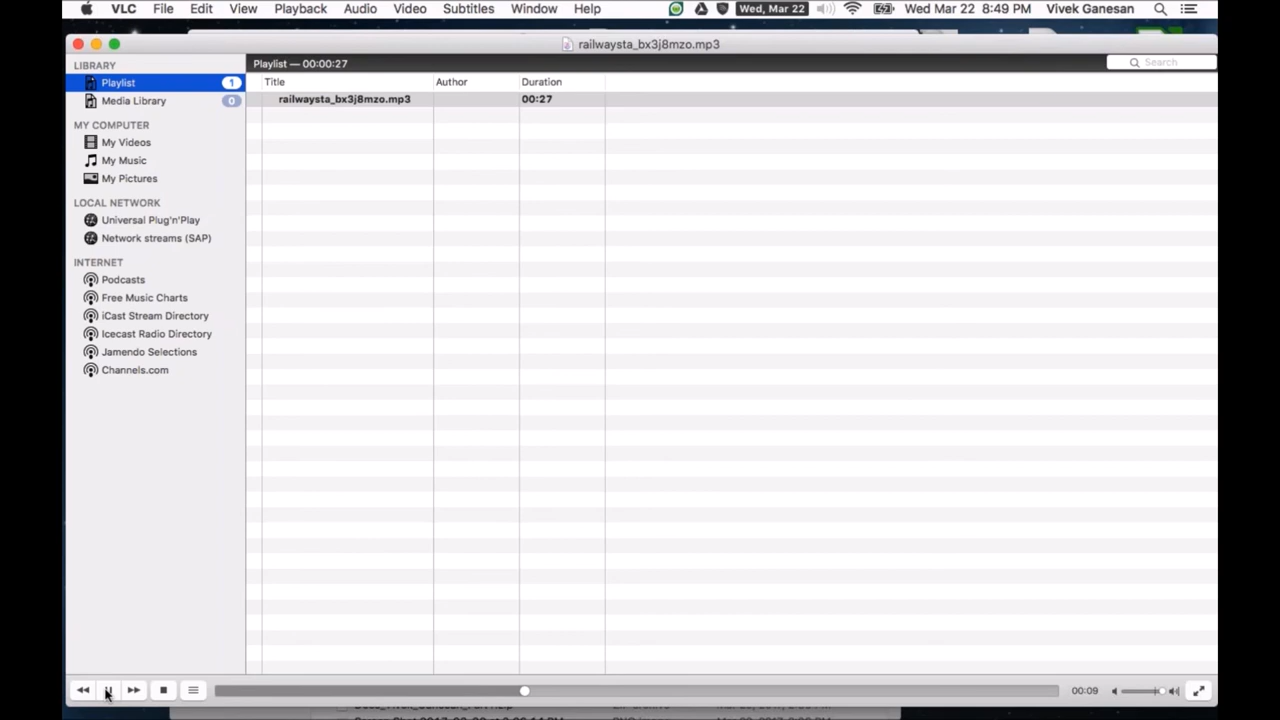 VLC File Edit View Playback Audio Video Subtitles Window Help Wed, Mar 22 Wed Mar 22 8:49 PM Vivek Ganesan
railwaysta_bx3j8mzo.mp3
LIBRARY
Playlist — 00:00:27
Search
Playlist 1
Title Author Duration
Media Library 0
railwaysta_bx3j8mzo.mp3 00:27
MY COMPUTER
My Videos
My Music
My Pictures
LOCAL NETWORK
Universal Plug'n'Play
Network streams (SAP)
INTERNET
Podcasts
Free Music Charts
iCast Stream Directory
Icecast Radio Directory
Jamendo Selections
Channels.com
00:09